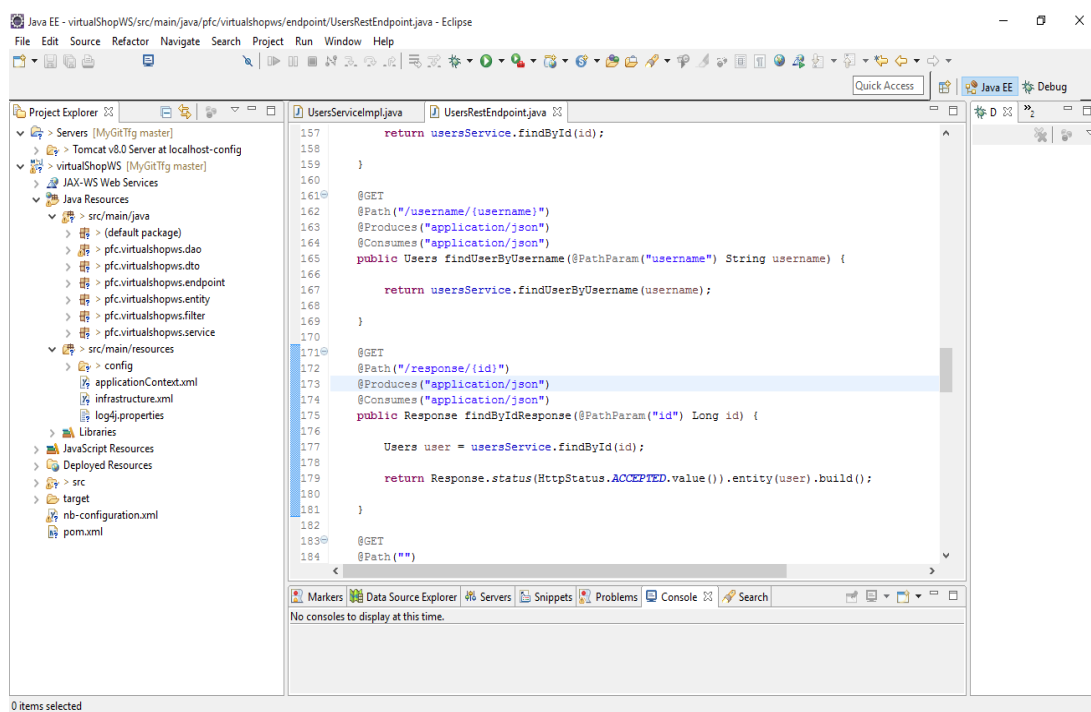 Java EE - virtualShopWS/src/main/java/pfc/virtualshopws/endpoint/UsersRestEndpoint.java - Eclipse
File Edit Source Refactor Navigate Search Project Run Window Help
Quick Access
Java EE
Debug
Project Explorer
> Servers [MyGitTfg master]
> Tomcat v8.0 Server at localhost-config
> virtualShopWS [MyGitTfg master]
JAX-WS Web Services
Java Resources
> src/main/java
> (default package)
> pfc.virtualshopws.dao
> pfc.virtualshopws.dto
> pfc.virtualshopws.endpoint
> pfc.virtualshopws.entity
> pfc.virtualshopws.filter
> pfc.virtualshopws.service
> src/main/resources
> config
applicationContext.xml
infrastructure.xml
log4j.properties
Libraries
JavaScript Resources
Deployed Resources
> src
target
nb-configuration.xml
pom.xml
UsersServiceImpl.java
UsersRestEndpoint.java
157 return usersService.findById(id);
158
159 }
160
161 @GET
162 @Path("/username/{username}")
163 @Produces("application/json")
164 @Consumes("application/json")
165 public Users findUserByUsername(@PathParam("username") String username) {
166
167 return usersService.findUserByUsername(username);
168
169 }
170
171 @GET
172 @Path("/response/{id}")
173 @Produces("application/json")
174 @Consumes("application/json")
175 public Response findByIdResponse(@PathParam("id") Long id) {
176
177 Users user = usersService.findById(id);
178
179 return Response.status(HttpStatus.ACCEPTED.value()).entity(user).build();
180
181 }
182
183 @GET
184 @Path("")
D
»2
Markers Data Source Explorer Servers Snippets Problems Console Search
No consoles to display at this time.
0 items selected